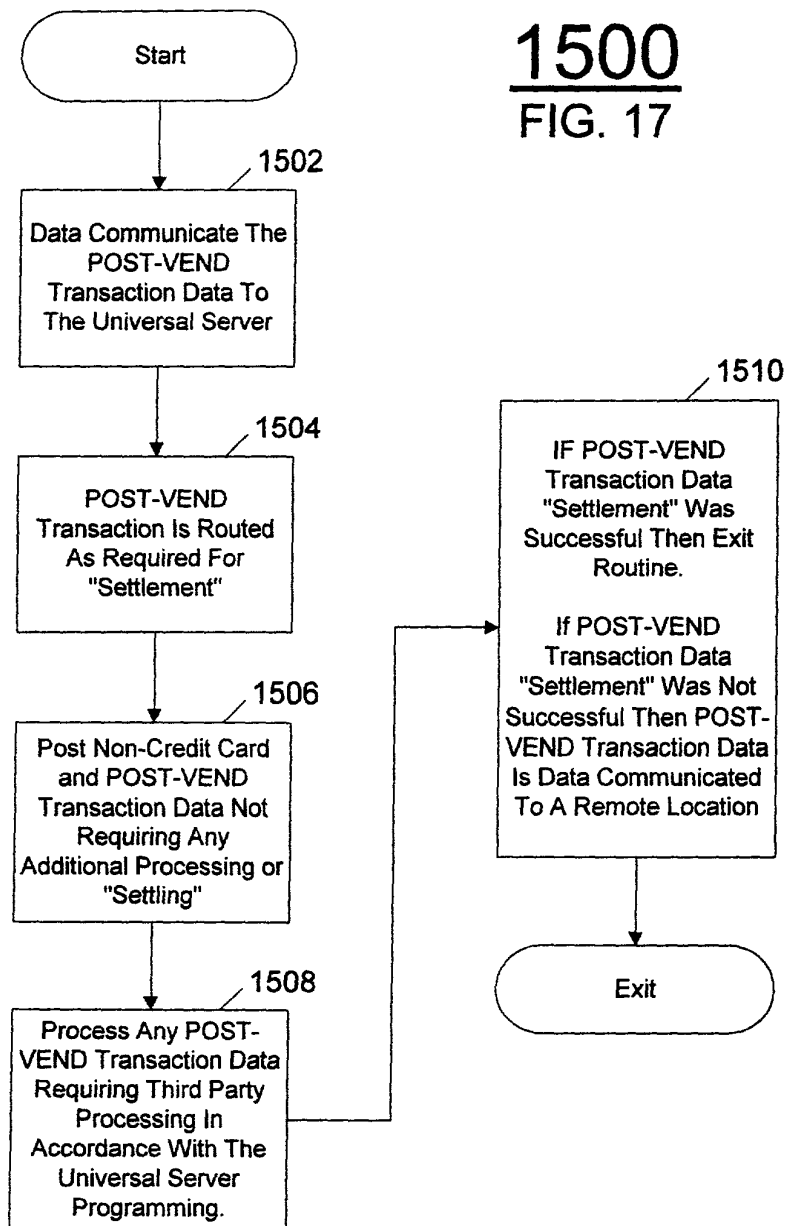 1500
FIG. 17
Start
1502
Data Communicate The
POST-VEND
Transaction Data To
The Universal Server
1504
POST-VEND
Transaction Is Routed
As Required For
"Settlement"
1506
Post Non-Credit Card
and POST-VEND
Transaction Data Not
Requiring Any
Additional Processing or
"Settling"
1508
Process Any POST-
VEND Transaction Data
Requiring Third Party
Processing In
Accordance With The
Universal Server
Programming.
1510
IF POST-VEND
Transaction Data
"Settlement" Was
Successful Then Exit
Routine.
If POST-VEND
Transaction Data
"Settlement" Was Not
Successful Then POST-
VEND Transaction Data
Is Data Communicated
To A Remote Location
Exit